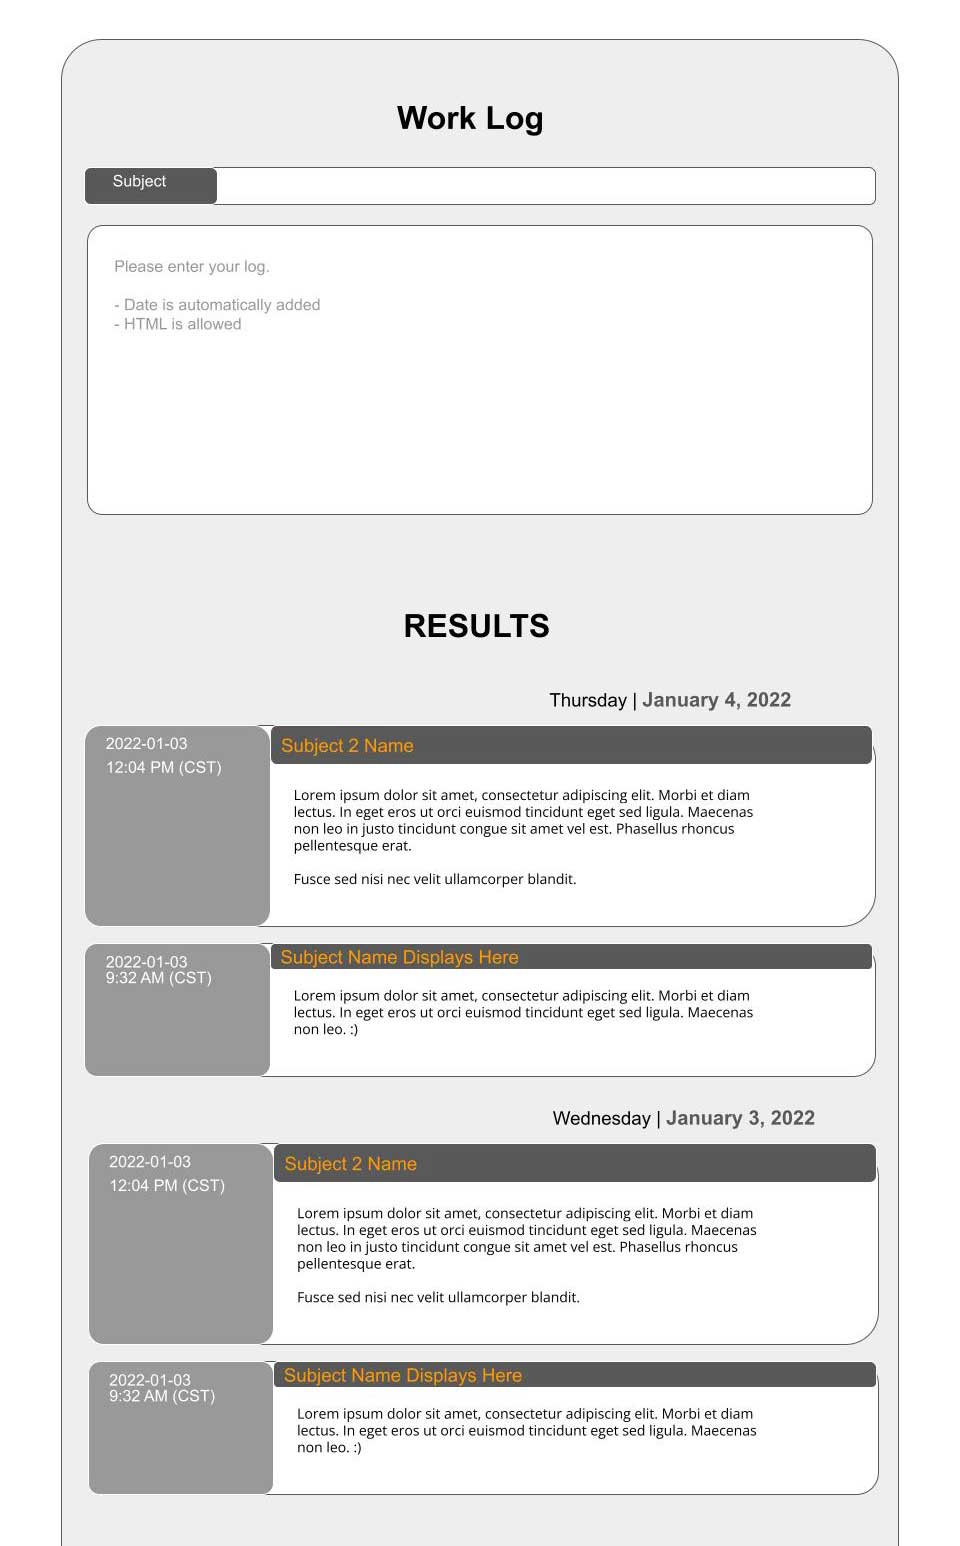 Work Log
Subject
Please enter your log.
- Date is automatically added
- HTML is allowed
RESULTS
Thursday | January 4, 2022
2022-01-03
12:04 PM (CST)
Subject 2 Name
Lorem ipsum dolor sit amet, consectetur adipiscing elit. Morbi et diam
lectus. In eget eros ut orci euismod tincidunt eget sed ligula. Maecenas
non leo in justo tincidunt congue sit amet vel est. Phasellus rhoncus
pellentesque erat.
Fusce sed nisi nec velit ullamcorper blandit.
2022-01-03
9:32 AM (CST)
Subject Name Displays Here
Lorem ipsum dolor sit amet, consectetur adipiscing elit. Morbi et diam
lectus. In eget eros ut orci euismod tincidunt eget sed ligula. Maecenas
non leo. :)
Wednesday | January 3, 2022
2022-01-03
12:04 PM (CST)
Subject 2 Name
Lorem ipsum dolor sit amet, consectetur adipiscing elit. Morbi et diam
lectus. In eget eros ut orci euismod tincidunt eget sed ligula. Maecenas
non leo in justo tincidunt congue sit amet vel est. Phasellus rhoncus
pellentesque erat.
Fusce sed nisi nec velit ullamcorper blandit.
2022-01-03
9:32 AM (CST)
Subject Name Displays Here
Lorem ipsum dolor sit amet, consectetur adipiscing elit. Morbi et diam
lectus. In eget eros ut orci euismod tincidunt eget sed ligula. Maecenas
non leo. :)